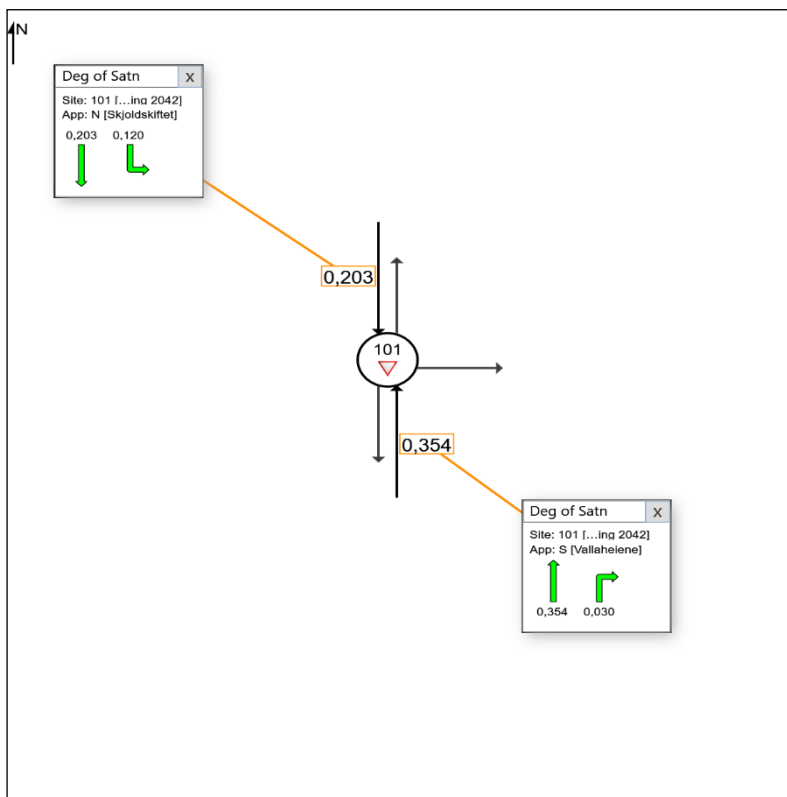 N
Deg of Satn x
Site: 101 [...ing 2042]
App: N [Skjoldskiftet]
0,203 0,120
0,203
101
0,354
Deg of Satn x
Site: 101 [...ing 2042]
App: S [Vallaheiene]
0,354 0,030